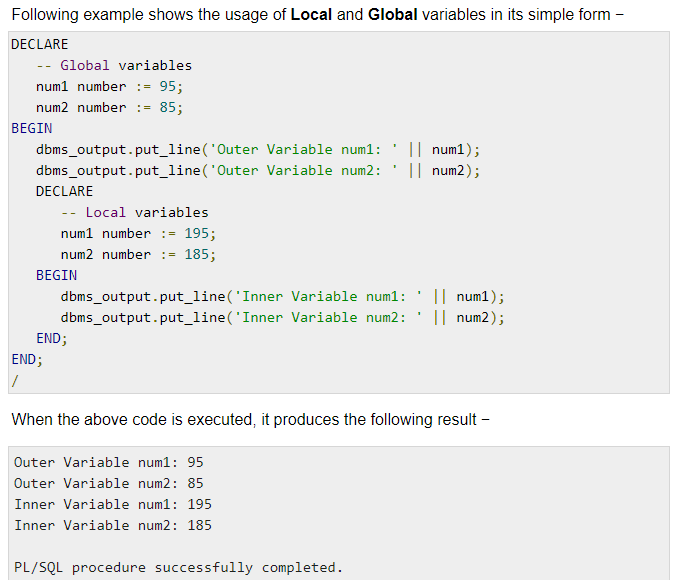 Following example shows the usage of Local and Global variables in its simple form −
DECLARE
   -- Global variables
   num1 number := 95;
   num2 number := 85;
BEGIN
   dbms_output.put_line('Outer Variable num1: ' || num1);
   dbms_output.put_line('Outer Variable num2: ' || num2);
   DECLARE
      -- Local variables
      num1 number := 195;
      num2 number := 185;
   BEGIN
      dbms_output.put_line('Inner Variable num1: ' || num1);
      dbms_output.put_line('Inner Variable num2: ' || num2);
   END;
END;
/
When the above code is executed, it produces the following result −
Outer Variable num1: 95
Outer Variable num2: 85
Inner Variable num1: 195
Inner Variable num2: 185
PL/SQL procedure successfully completed.